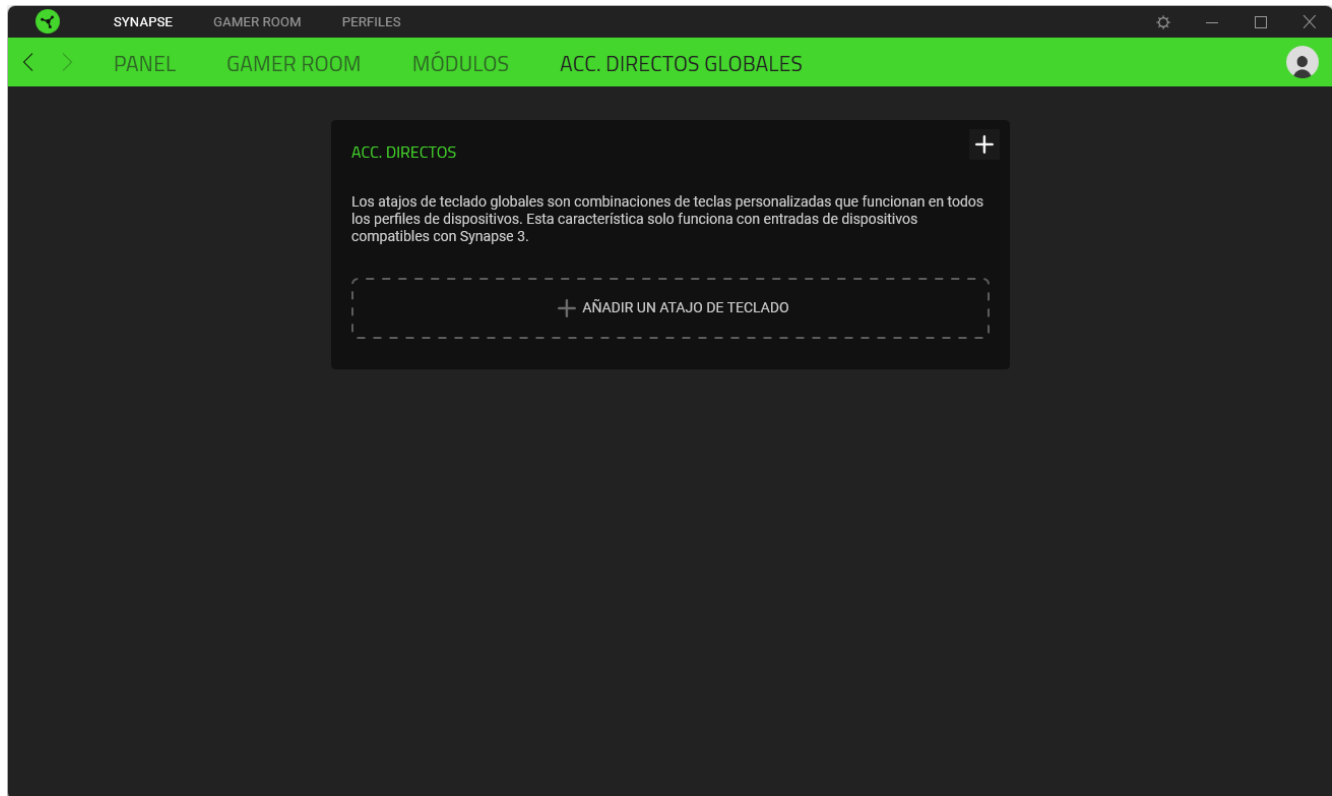 SYNAPSE GAMER ROOM PERFILES
PANEL GAMER ROOM MÓDULOS ACC. DIRECTOS GLOBALES
ACC. DIRECTOS
Los atajos de teclado globales son combinaciones de teclas personalizadas que funcionan en todos
los perfiles de dispositivos. Esta característica solo funciona con entradas de dispositivos
compatibles con Synapse 3.
AÑADIR UN ATAJO DE TECLADO